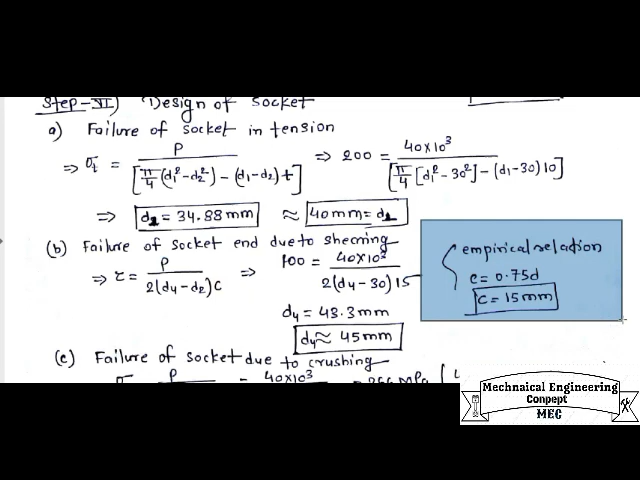 Step-VI) Design of Socket
a) Failure of socket in tension
⇒ σt = P / [π/4 (d1² - d2²) - (d1 - d2) t] ⇒ 200 = 40×10³ / [π/4 [d1² - 30²] - (d1 - 30) 10]
⇒ d1 = 34.88 mm ≈ 40 mm = d1
(b) Failure of socket end due to shearing
⇒ τ = P / 2(d4 - d2) c ⇒ 100 = 40×10³ / 2(d4 - 30) 15
empirical relation
c = 0.75d
c = 15 mm
d4 = 43.3 mm
d4 ≈ 45 mm
(c) Failure of socket due to crushing
P = 40×10³
Mechnaical Engineering
Conpept
MEC